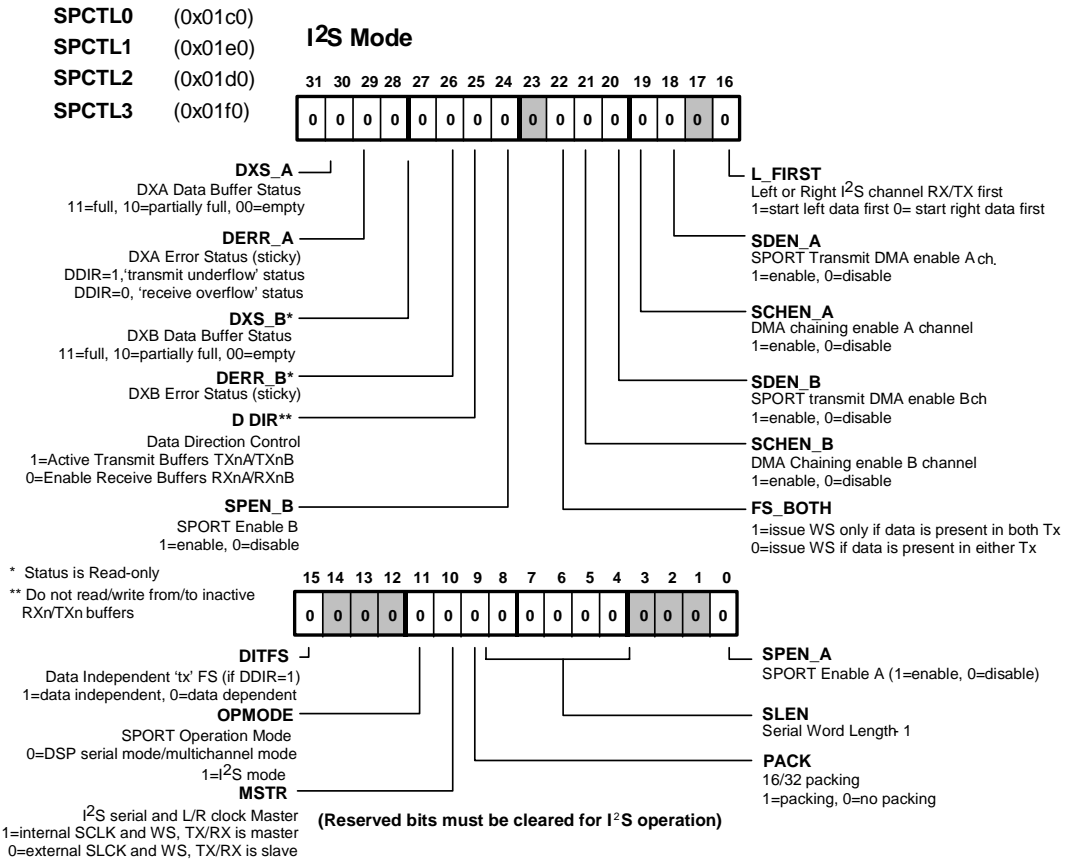 SPCTL0 (0x01c0)
SPCTL1 (0x01e0)
SPCTL2 (0x01d0)
SPCTL3 (0x01f0)
I2S Mode
31 30 29 28 27 26 25 24 23 22 21 20 19 18 17 16
0 0 0 0 0 0 0 0 0 0 0 0 0 0 0 0
DXS_A
DXA Data Buffer Status
11=full, 10=partially full, 00=empty
DERR_A
DXA Error Status (sticky)
DDIR=1,‘transmit underflow’ status
DDIR=0, ‘receive overflow’ status
DXS_B*
DXB Data Buffer Status
11=full, 10=partially full, 00=empty
DERR_B*
DXB Error Status (sticky)
D DIR**
Data Direction Control
1=Active Transmit Buffers TXnA/TXnB
0=Enable Receive Buffers RXnA/RXnB
SPEN_B
SPORT Enable B
1=enable, 0=disable
L_FIRST
Left or Right I2S channel RX/TX first
1=start left data first 0= start right data first
SDEN_A
SPORT Transmit DMA enable A ch.
1=enable, 0=disable
SCHEN_A
DMA chaining enable A channel
1=enable, 0=disable
SDEN_B
SPORT transmit DMA enable Bch
1=enable, 0=disable
SCHEN_B
DMA Chaining enable B channel
1=enable, 0=disable
FS_BOTH
1=issue WS only if data is present in both Tx
0=issue WS if data is present in either Tx
* Status is Read-only
** Do not read/write from/to inactive
RXn/TXn buffers
15 14 13 12 11 10 9 8 7 6 5 4 3 2 1 0
0 0 0 0 0 0 0 0 0 0 0 0 0 0 0 0
DITFS
Data Independent ‘tx’ FS (if DDIR=1)
1=data independent, 0=data dependent
OPMODE
SPORT Operation Mode
0=DSP serial mode/multichannel mode
1=I2S mode
MSTR
I2S serial and L/R clock Master
1=internal SCLK and WS, TX/RX is master
0=external SLCK and WS, TX/RX is slave
SPEN_A
SPORT Enable A (1=enable, 0=disable)
SLEN
Serial Word Length- 1
PACK
16/32 packing
1=packing, 0=no packing
(Reserved bits must be cleared for I2S operation)